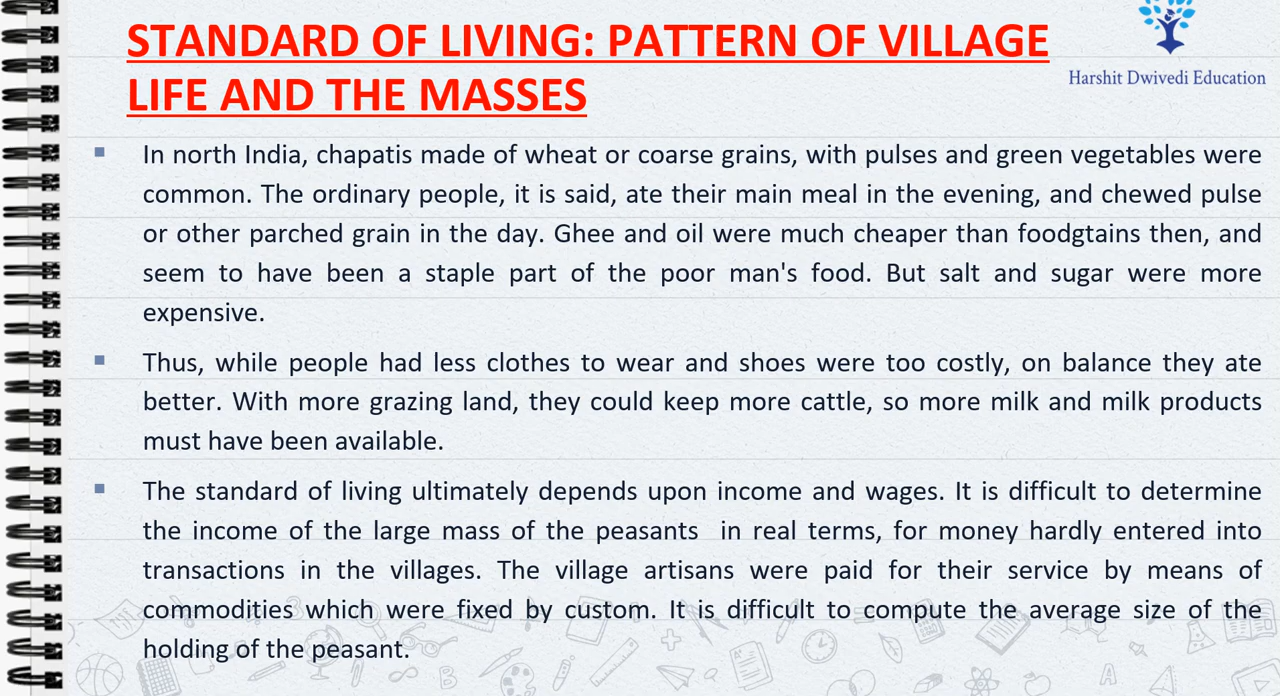 STANDARD OF LIVING: PATTERN OF VILLAGE
LIFE AND THE MASSES
Harshit Dwivedi Education
In north India, chapatis made of wheat or coarse grains, with pulses and green vegetables were
common. The ordinary people, it is said, ate their main meal in the evening, and chewed pulse
or other parched grain in the day. Ghee and oil were much cheaper than foodgtains then, and
seem to have been a staple part of the poor man's food. But salt and sugar were more
expensive.
Thus, while people had less clothes to wear and shoes were too costly, on balance they ate
better. With more grazing land, they could keep more cattle, so more milk and milk products
must have been available.
The standard of living ultimately depends upon income and wages. It is difficult to determine
the income of the large mass of the peasants in real terms, for money hardly entered into
transactions in the villages. The village artisans were paid for their service by means of
commodities which were fixed by custom. It is difficult to compute the average size of the
holding of the peasant.